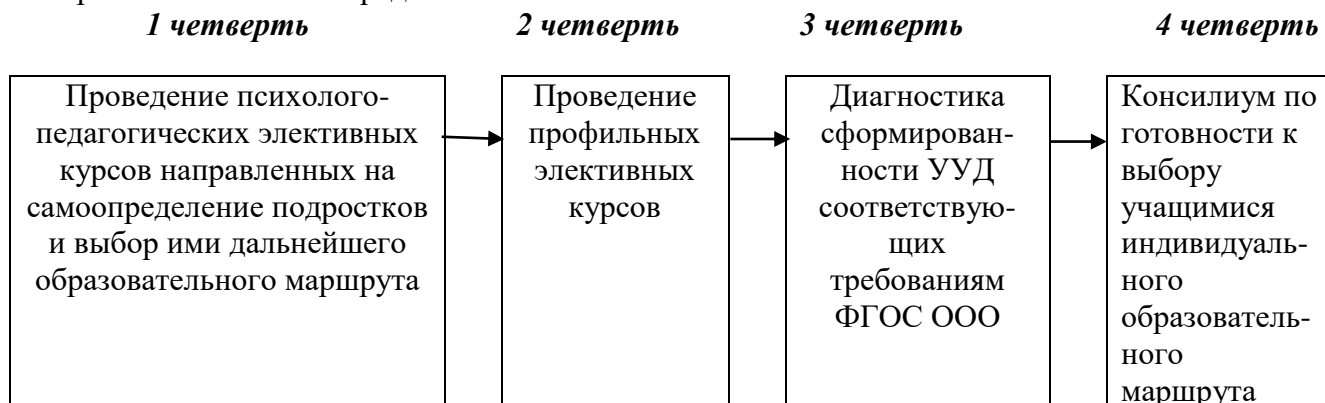 1 четверть
2 четверть
3 четверть
4 четверть
Проведение психолого-
педагогических элективных
курсов направленных на
самоопределение подростков
и выбор ими дальнейшего
образовательного маршрута
Проведение
профильных
элективных
курсов
Диагностика
сформирован-
ности УУД
соответствую-
щих
требованиям
ФГОС ООО
Консилиум по
готовности к
выбору
учащимися
индивидуаль-
ного
образователь-
ного
маршрута